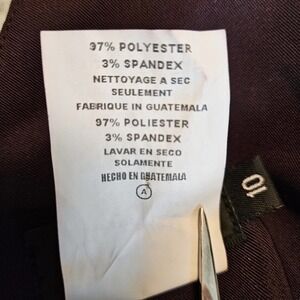 97% POLYESTER
3% SPANDEX
NETTOYAGE A SEC
SEULEMENT
FABRIQUE IN GUATEMALA
97% POLIESTER
3% SPANDEX
LAVAR EN SECO
SOLAMENTE
HECHO EN GUATEMALA
A
10